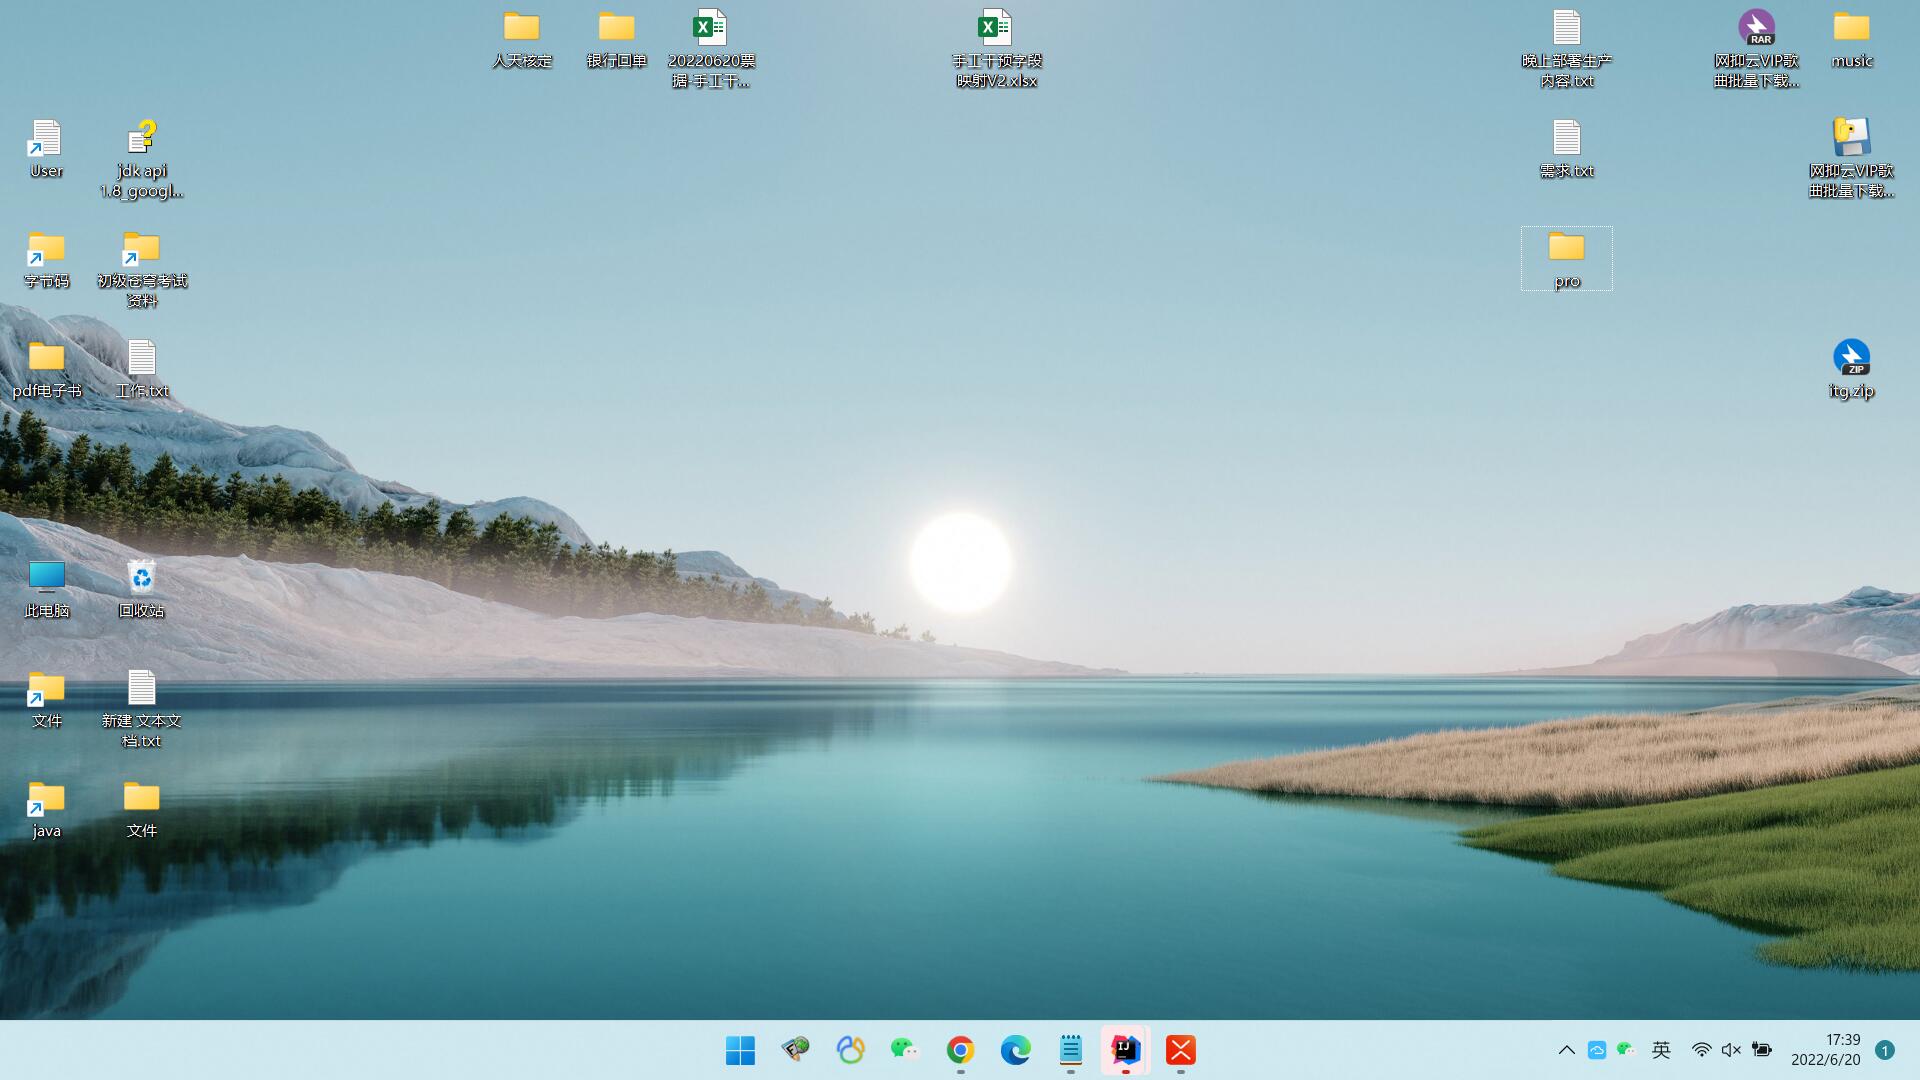 人天核定
银行回单
20220620票
据-手工干...
手工干预字段
映射V2.xlsx
晚上部署生产
内容.txt
网抑云VIP歌
曲批量下载...
RAR
music
User
jdk api
1.8_googl...
需求.txt
网抑云VIP歌
曲批量下载...
字节码
初级苍穹考试
资料
pro
pdf电子书
工作.txt
ZIP
itg.zip
此电脑
回收站
文件
新建 文本文
档.txt
java
文件
IJ
英
17:39
2022/6/20
1